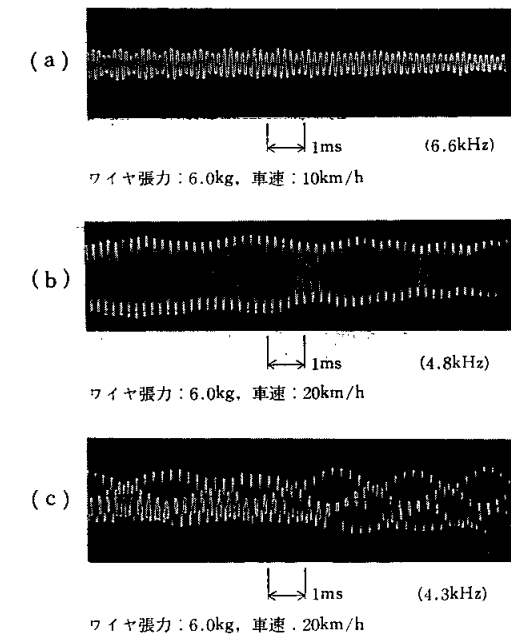 (a)
1ms (6.6kHz)
ワイヤ張力：6.0kg，車速：10km/h
(b)
1ms (4.8kHz)
ワイヤ張力：6.0kg，車速：20km/h
(c)
1ms (4.3kHz)
ワイヤ張力：6.0kg，車速．20km/h